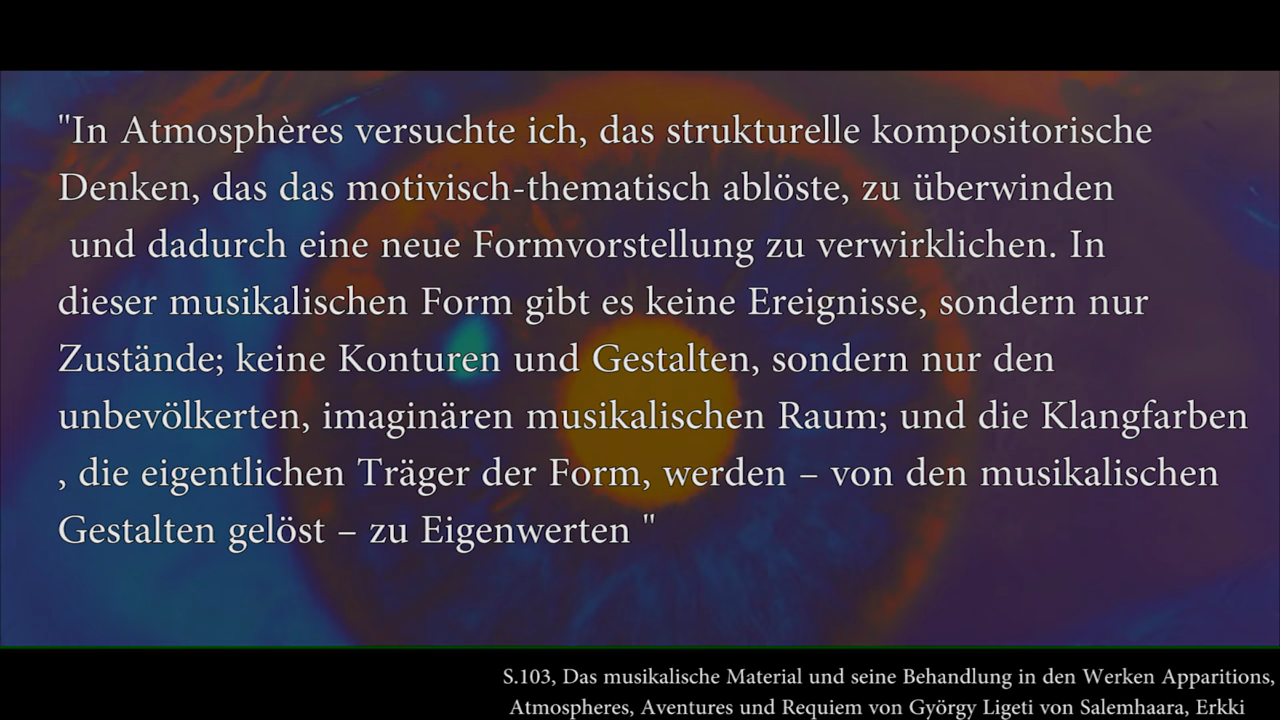 "In Atmosphères versuchte ich, das strukturelle kompositorische
Denken, das das motivisch-thematisch ablöste, zu überwinden
und dadurch eine neue Formvorstellung zu verwirklichen. In
dieser musikalischen Form gibt es keine Ereignisse, sondern nur
Zustände; keine Konturen und Gestalten, sondern nur den
unbevölkerten, imaginären musikalischen Raum; und die Klangfarben
, die eigentlichen Träger der Form, werden – von den musikalischen
Gestalten gelöst – zu Eigenwerten "
S.103, Das musikalische Material und seine Behandlung in den Werken Apparitions,
Atmospheres, Aventures und Requiem von György Ligeti von Salemhaara, Erkki